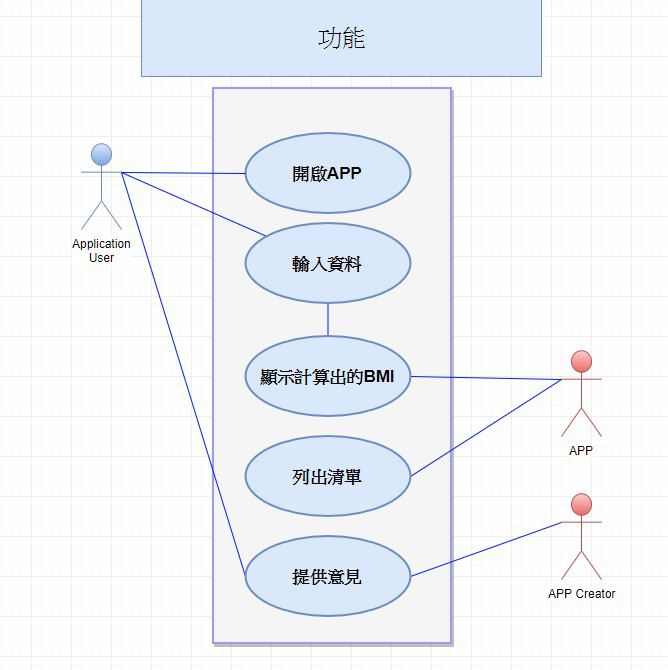 功能
開啟APP
Application
User
輸入資料
顯示計算出的BMI
APP
列出清單
提供意見
APP Creator